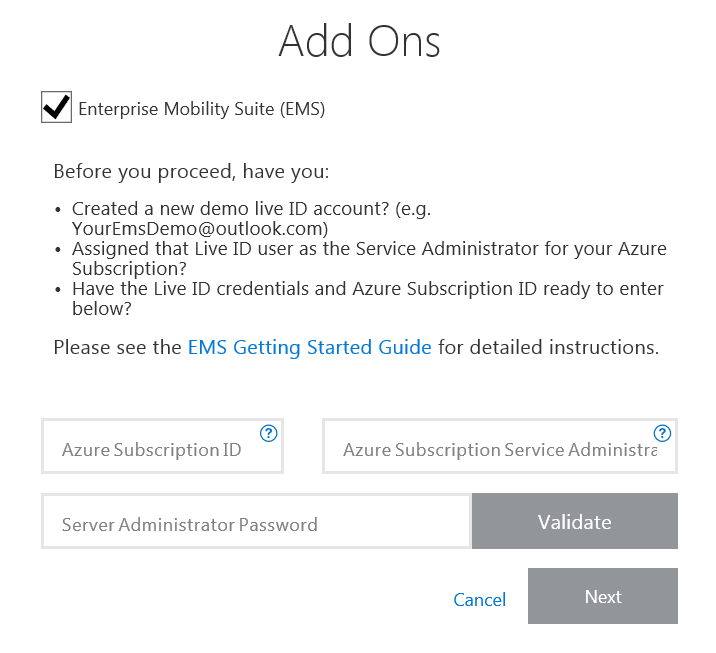 Add Ons
Enterprise Mobility Suite (EMS)
Before you proceed, have you:
• Created a new demo live ID account? (e.g.
YourEmsDemo@outlook.com)
• Assigned that Live ID user as the Service Administrator for your Azure
Subscription?
• Have the Live ID credentials and Azure Subscription ID ready to enter
below?
Please see the EMS Getting Started Guide for detailed instructions.
Azure Subscription ID ?
Azure Subscription Service Administra ?
Server Administrator Password
Validate
Cancel
Next